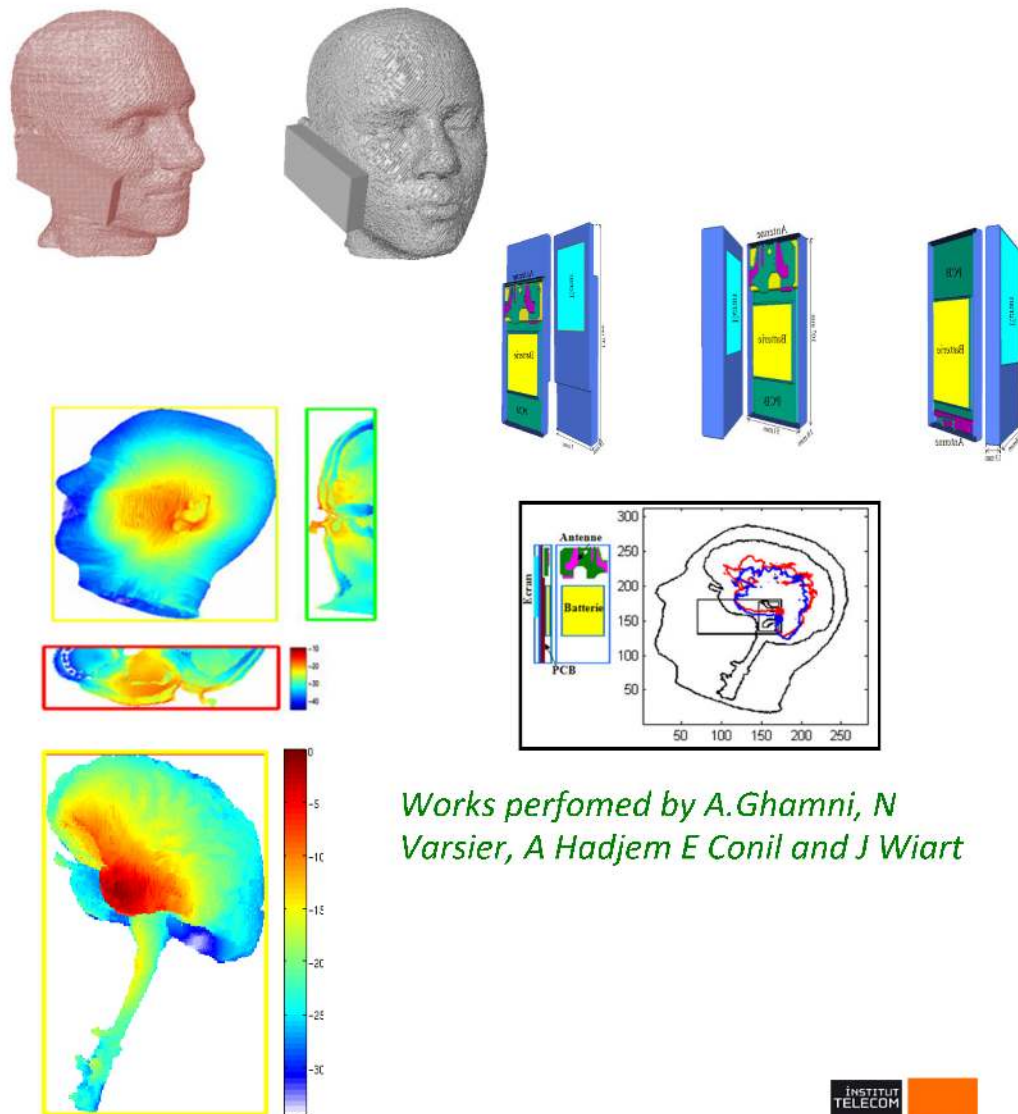 Antenne
Antenne
Batterie
PCB
Batterie
PCB
PCB
Batterie
Antenne
Antenne
Ecran
Batterie
PCB
300
250
200
150
100
50
50 100 150 200 250
-10
-20
-30
-40
0
-5
-10
-15
-20
-25
-30
Works perfomed by A.Ghamni, N
Varsier, A Hadjem E Conil and J Wiart
INSTITUT
TELECOM